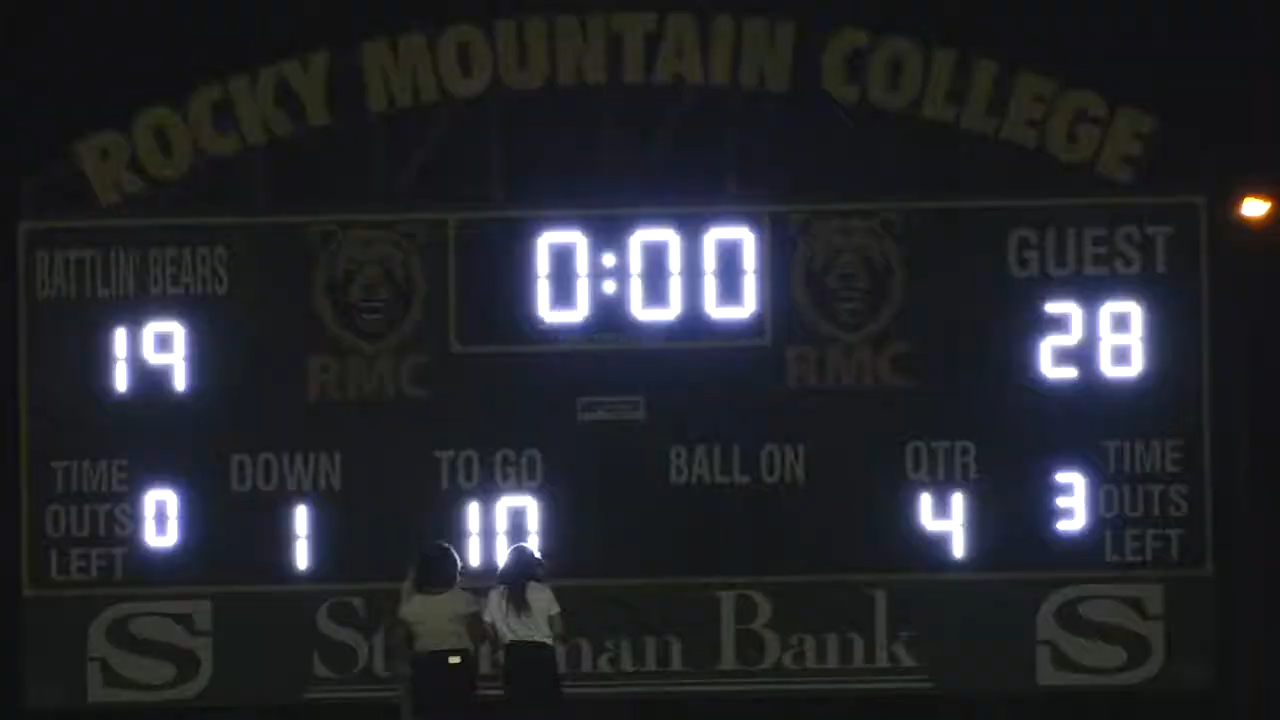 ROCKY MOUNTAIN COLLEGE
BATTLIN' BEARS
19
RMC
0:00
RMC
GUEST
28
TIME
OUTS
LEFT
0
DOWN
1
TO GO
10
BALL ON
QTR
4
3
TIME
OUTS
LEFT
S
Bank
S